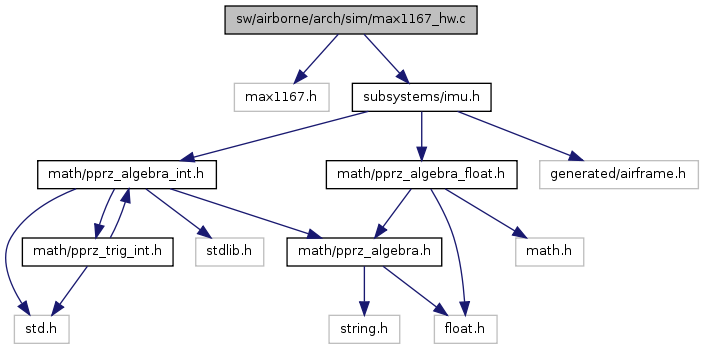 sw/airborne/arch/sim/max1167_hw.c
max1167.h
subsystems/imu.h
math/pprz_algebra_int.h
math/pprz_algebra_float.h
generated/airframe.h
math/pprz_trig_int.h
stdlib.h
math/pprz_algebra.h
math.h
std.h
string.h
float.h